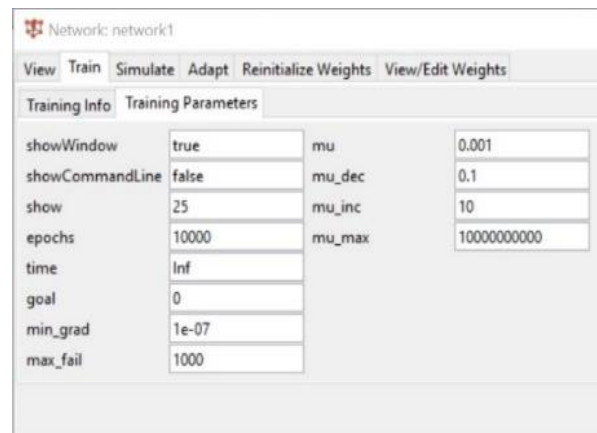 Network: network1
View Train Simulate Adapt Reinitialize Weights View/Edit Weights
Training Info Training Parameters
showWindow true mu 0.001
showCommandLine false mu_dec 0.1
show 25 mu_inc 10
epochs 10000 mu_max 10000000000
time Inf
goal 0
min_grad 1e-07
max_fail 1000